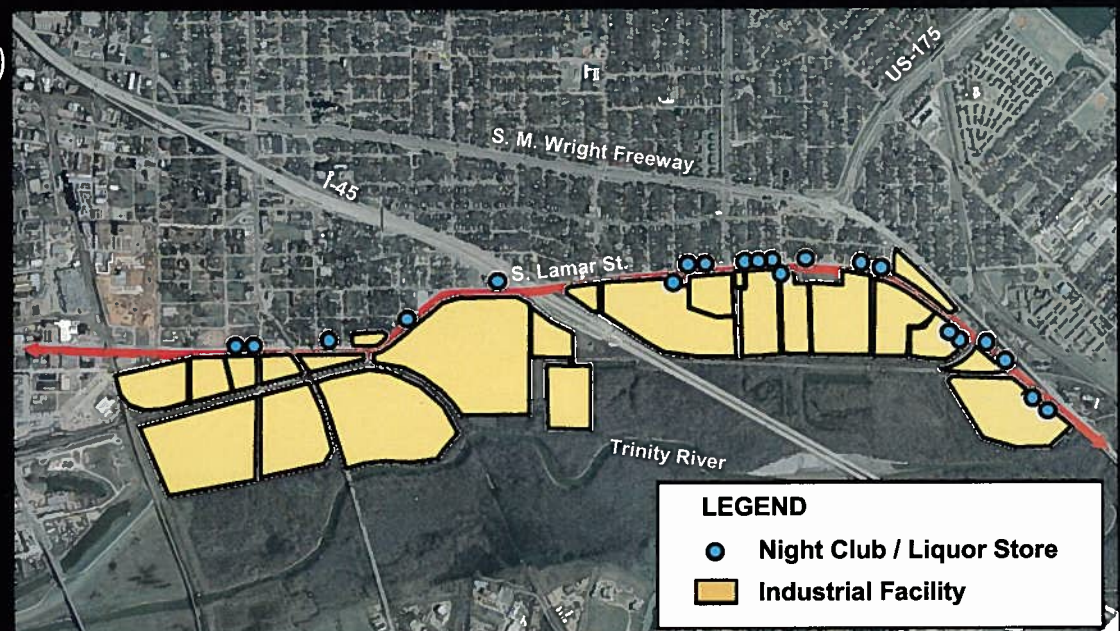 US-175
S. M. Wright Freeway
I-45
S. Lamar St.
Trinity River
LEGEND
Night Club / Liquor Store
Industrial Facility